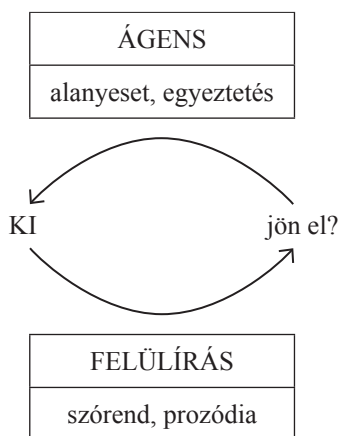 ÁGENS
alanyeset, egyeztetés
KI jön el?
FELÜLÍRÁS
szórend, prozódia